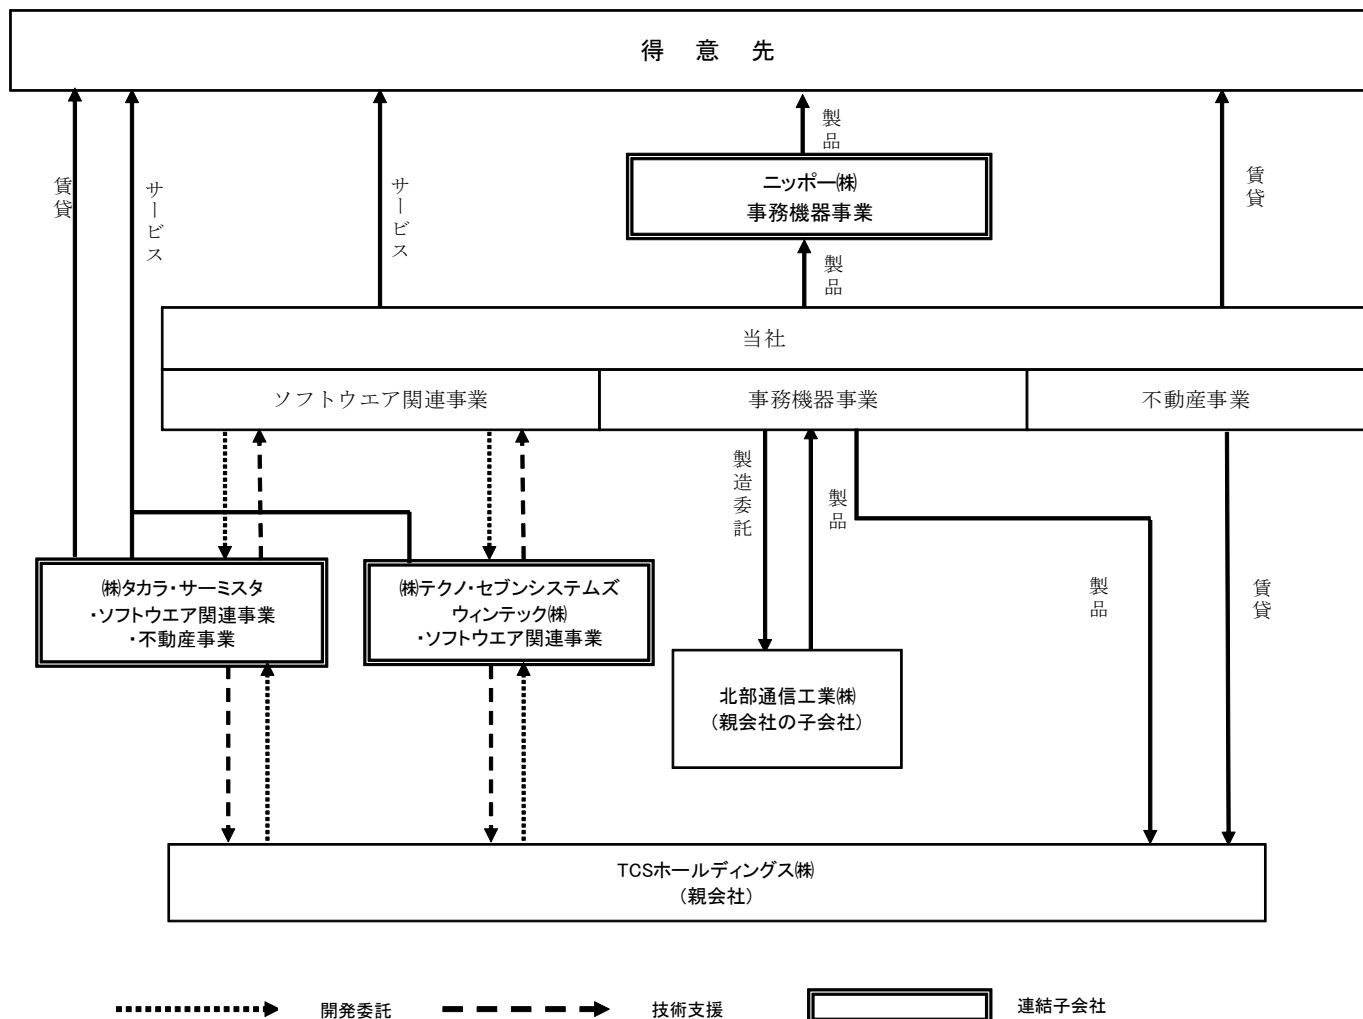 得 意 先
製品
ニッポー㈱
事務機器事業
賃貸
サービス
サービス
賃貸
製品
当社
ソフトウエア関連事業
事務機器事業
不動産事業
製造委託
製品
㈱タカラ・サーミスタ
・ソフトウエア関連事業
・不動産事業
㈱テクノ・セブンシステムズ
ウィンテック㈱
・ソフトウエア関連事業
製品
賃貸
北部通信工業㈱
(親会社の子会社)
TCSホールディングス㈱
(親会社)
開発委託
技術支援
連結子会社